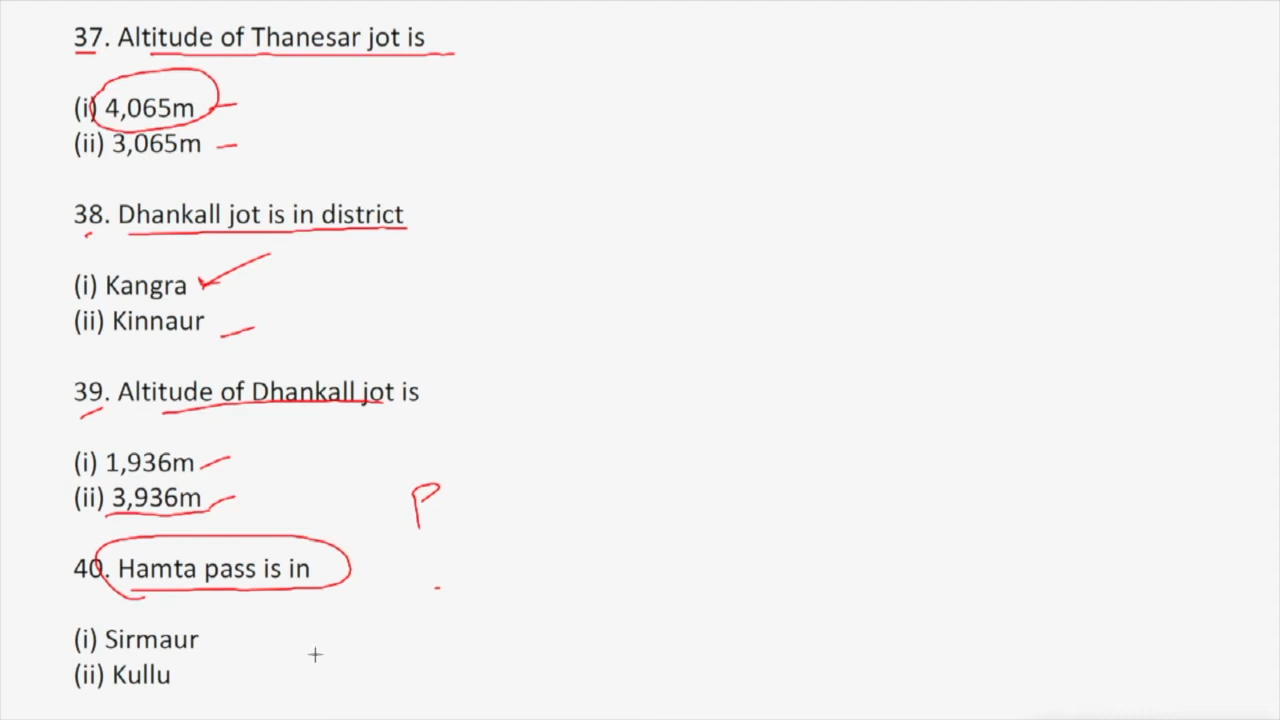 37. Altitude of Thanesar jot is
(i) 4,065m
(ii) 3,065m
38. Dhankall jot is in district
(i) Kangra
(ii) Kinnaur
39. Altitude of Dhankall jot is
(i) 1,936m
(ii) 3,936m
P
40. Hamta pass is in
(i) Sirmaur
(ii) Kullu